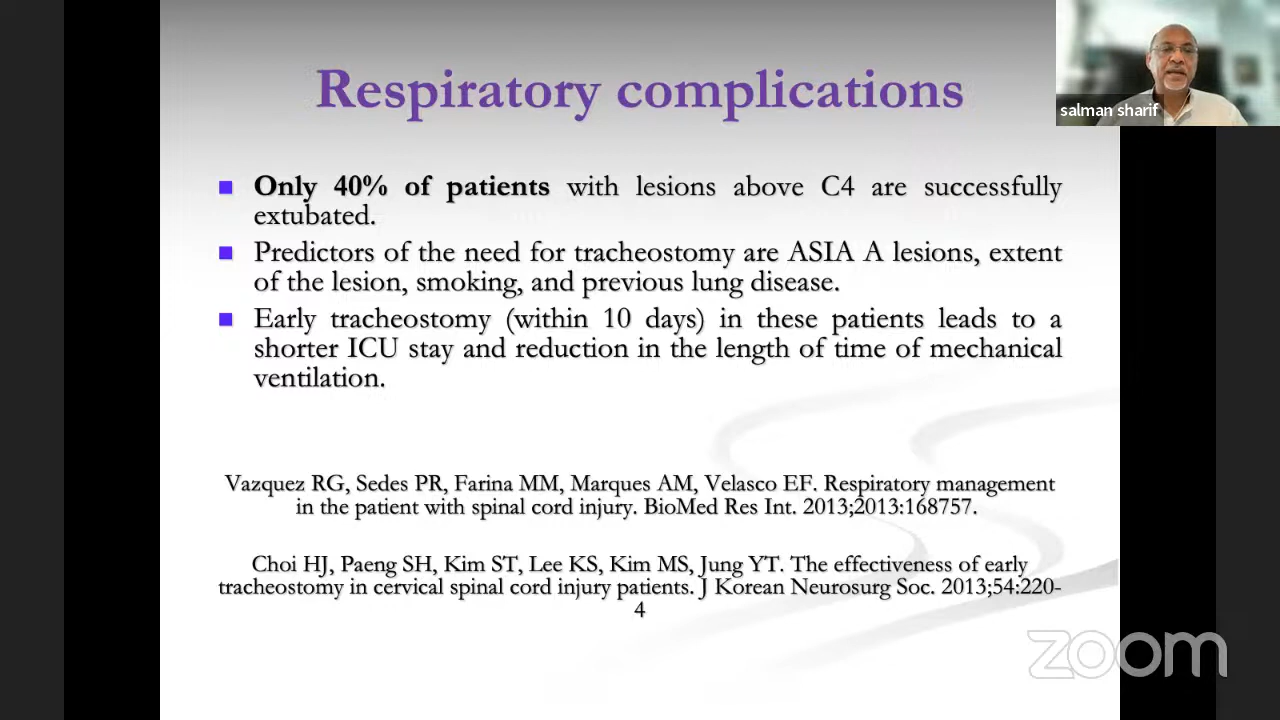 Respiratory complications
salman sharif
Only 40% of patients with lesions above C4 are successfully
extubated.
Predictors of the need for tracheostomy are ASIA A lesions, extent
of the lesion, smoking, and previous lung disease.
Early tracheostomy (within 10 days) in these patients leads to a
shorter ICU stay and reduction in the length of time of mechanical
ventilation.
Vazquez RG, Sedes PR, Farina MM, Marques AM, Velasco EF. Respiratory management
in the patient with spinal cord injury. BioMed Res Int. 2013;2013:168757.
Choi HJ, Paeng SH, Kim ST, Lee KS, Kim MS, Jung YT. The effectiveness of early
tracheostomy in cervical spinal cord injury patients. J Korean Neurosurg Soc. 2013;54:220-
4
zoom